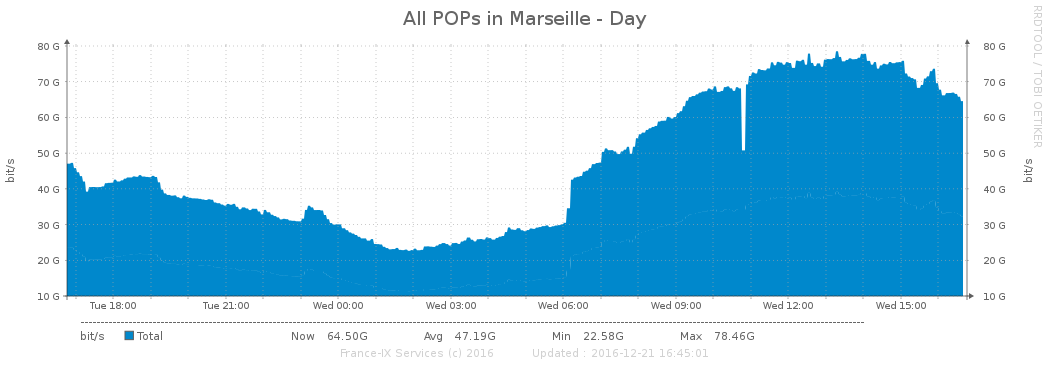 All POPs in Marseille - Day
RRDTOOL / TOBI OETIKER
80 G 80 G
70 G 70 G
60 G 60 G
50 G 50 G
40 G 40 G
30 G 30 G
20 G 20 G
10 G 10 G
bit/s bit/s
Tue 18:00 Tue 21:00 Wed 00:00 Wed 03:00 Wed 06:00 Wed 09:00 Wed 12:00 Wed 15:00
bit/s Total Now 64.50G Avg 47.19G Min 22.58G Max 78.46G
France-IX Services (c) 2016 Updated : 2016-12-21 16:45:01